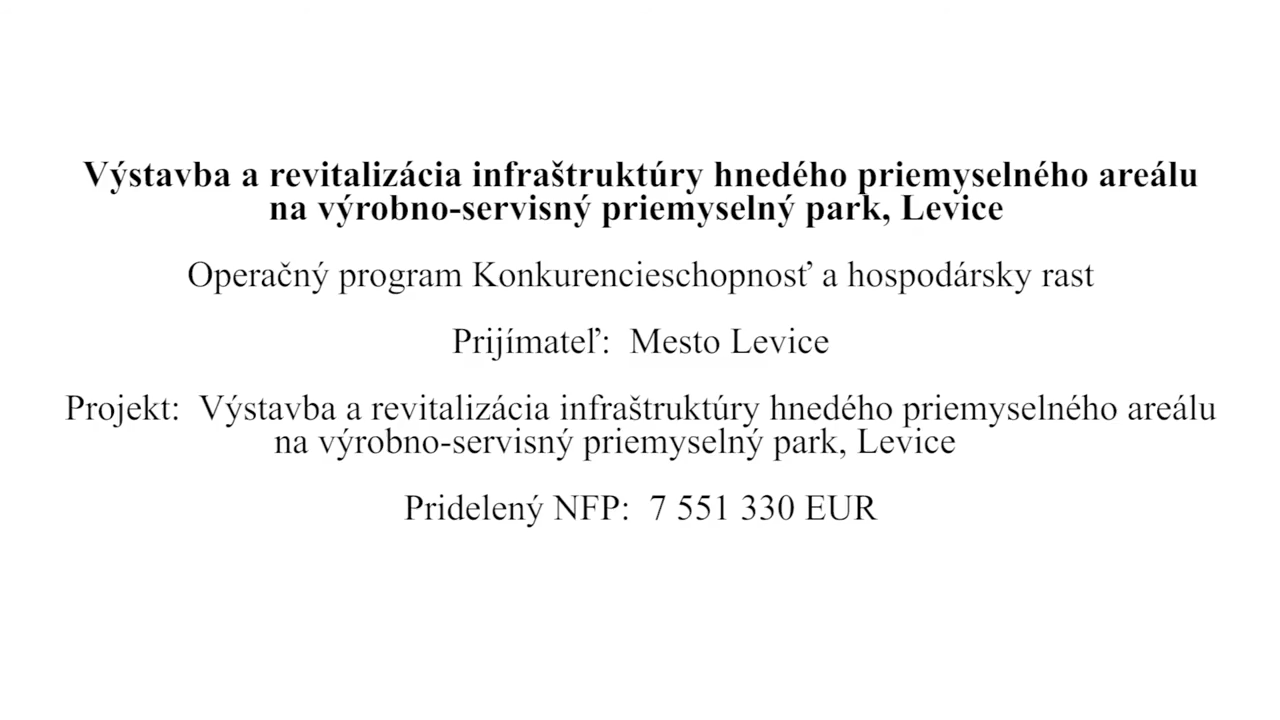 Výstavba a revitalizácia infraštruktúry hnedého priemyselného areálu
na výrobno-servisný priemyselný park, Levice
Operačný program Konkurencieschopnosť a hospodársky rast
Prijímateľ: Mesto Levice
Projekt: Výstavba a revitalizácia infraštruktúry hnedého priemyselného areálu
na výrobno-servisný priemyselný park, Levice
Pridelený NFP: 7 551 330 EUR